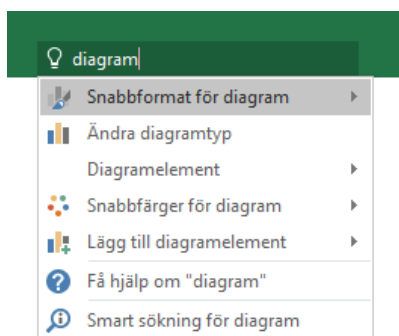 diagram
Snabbformat för diagram
Ändra diagramtyp
Diagramelement
Snabbfärger för diagram
Lägg till diagramelement
Få hjälp om "diagram"
Smart sökning för diagram